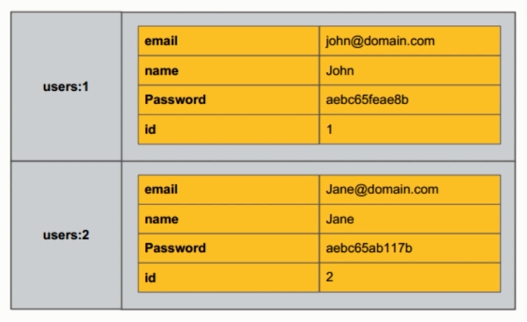 users:1
email john@domain.com
name John
Password aebc65feae8b
id 1
users:2
email Jane@domain.com
name Jane
Password aebc65ab117b
id 2